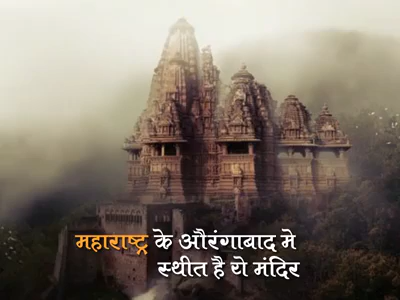 महाराष्ट्र के औरंगाबाद मे
स्थीत है ये मंदिर